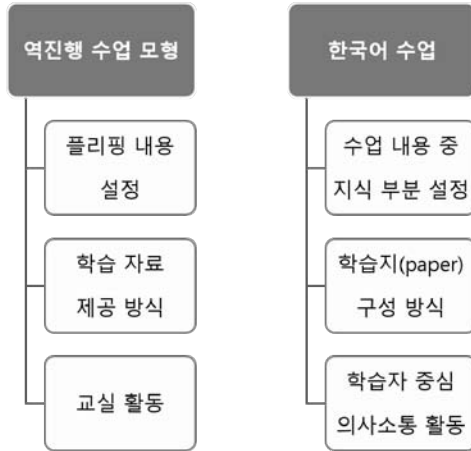 역진행 수업 모형
플리핑 내용
설정
학습 자료
제공 방식
교실 활동
한국어 수업
수업 내용 중
지식 부분 설정
학습지(paper)
구성 방식
학습자 중심
의사소통 활동